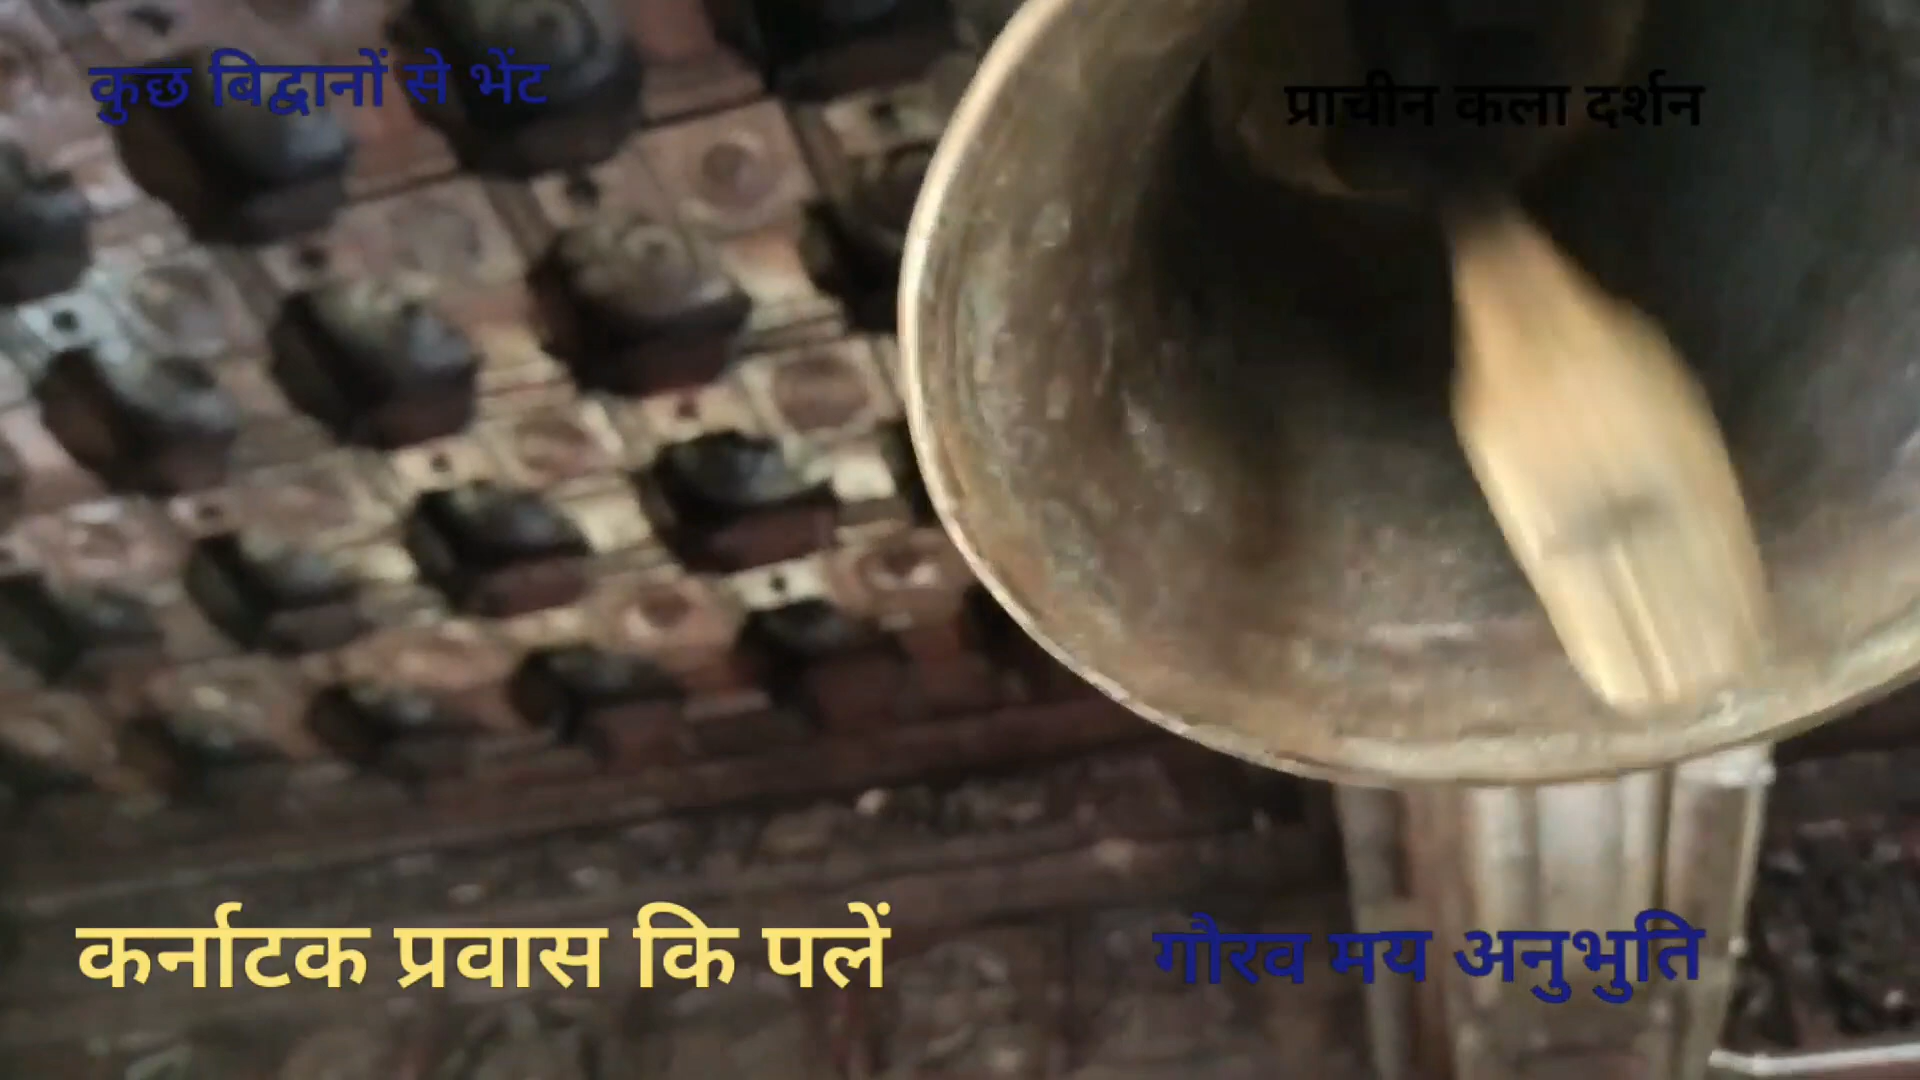 कुछ बिद्वानों से भेंट
प्राचीन कला दर्शन
कर्नाटक प्रवास कि पलें
गौरव मय अनुभुति